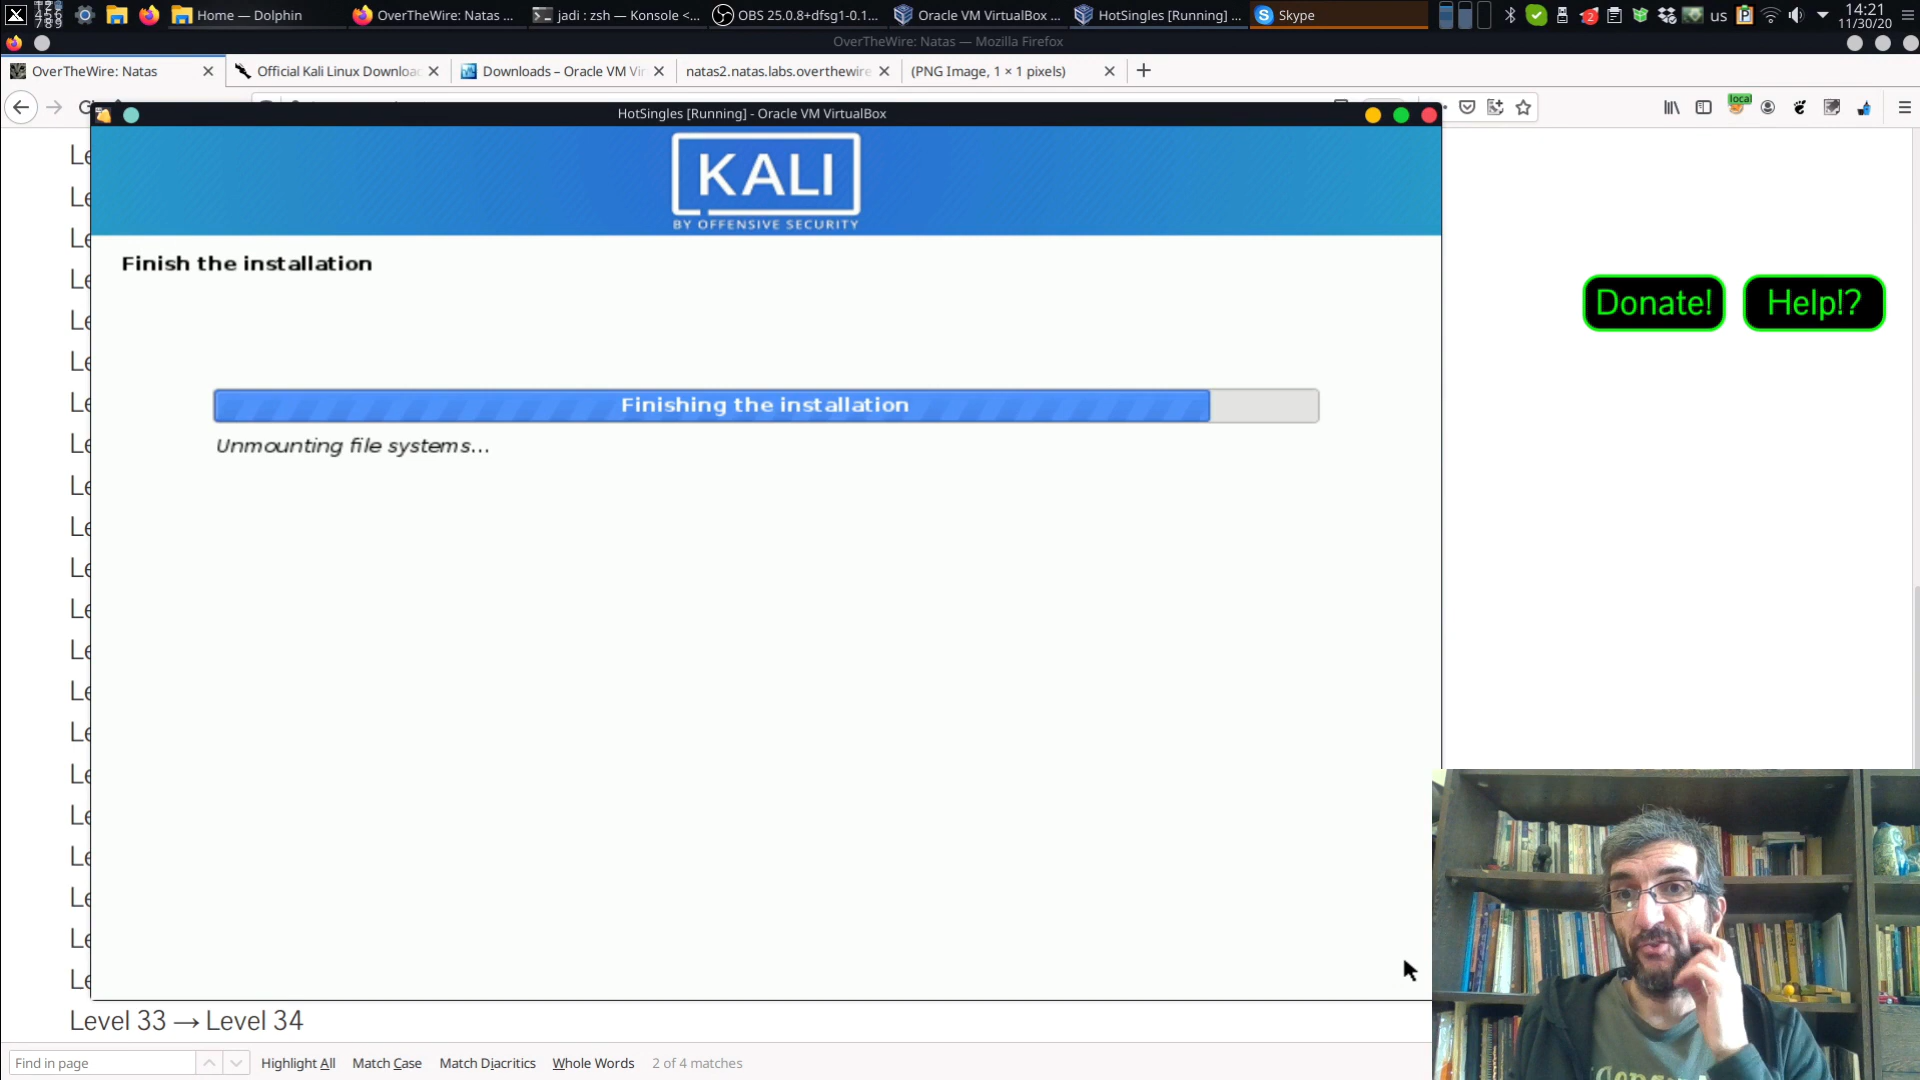 Home — Dolphin
OverTheWire: Natas ...
jadi : zsh — Konsole <...
OBS 25.0.8+dfsg1-0.1...
Oracle VM VirtualBox ...
HotSingles [Running] ...
Skype
us
14:21
11/30/20
OverTheWire: Natas — Mozilla Firefox
OverTheWire: Natas
Official Kali Linux Downloa
Downloads – Oracle VM Vir
natas2.natas.labs.overthewire
(PNG Image, 1 × 1 pixels)
local
HotSingles [Running] - Oracle VM VirtualBox
KALI
BY OFFENSIVE SECURITY
Finish the installation
Donate!
Help!?
Finishing the installation
Unmounting file systems...
Level 33 → Level 34
Find in page
Highlight All
Match Case
Match Diacritics
Whole Words
2 of 4 matches